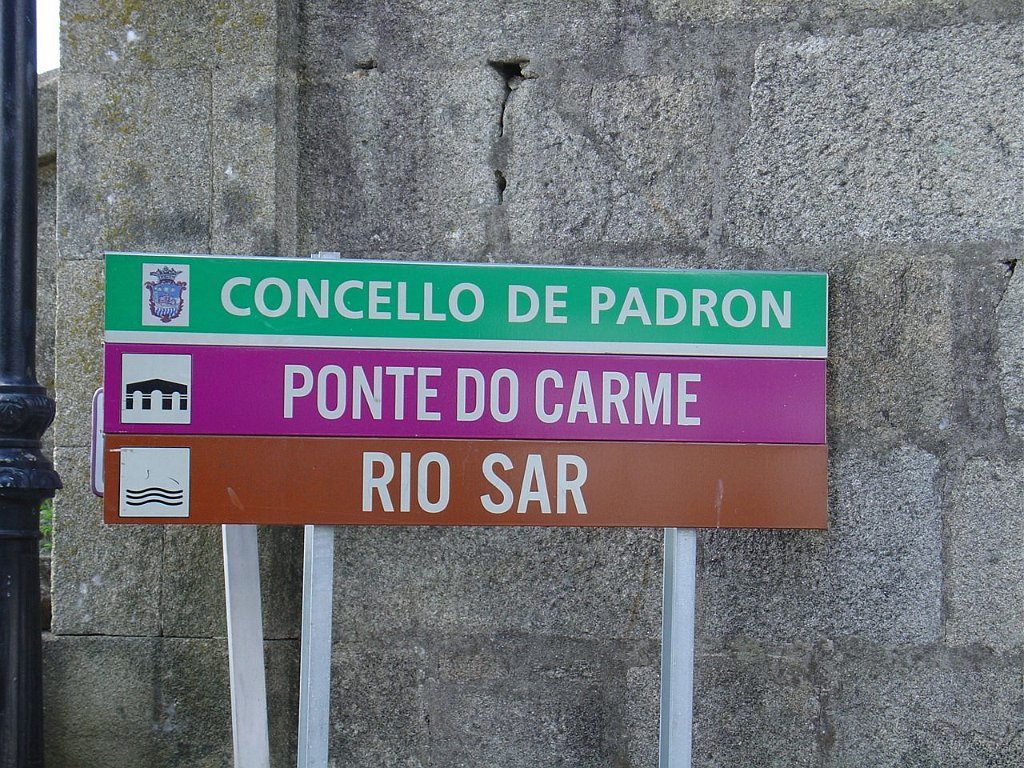 CONCELLO DE PADRON
PONTE DO CARME
RIO SAR